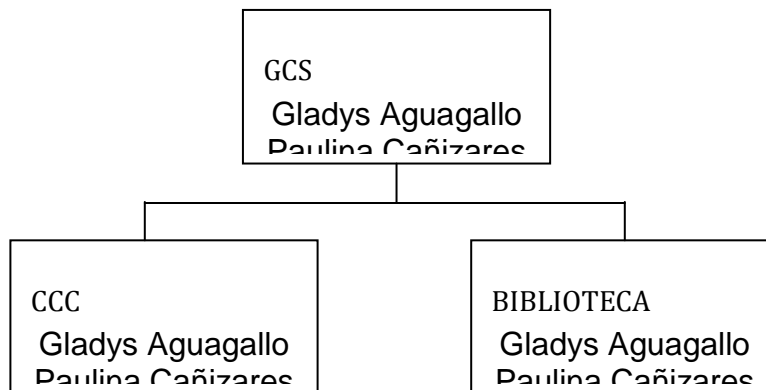 GCS
Gladys Aguagallo
Paulina Cañizares
CCC
Gladys Aguagallo
Paulina Cañizares
BIBLIOTECA
Gladys Aguagallo
Paulina Cañizares